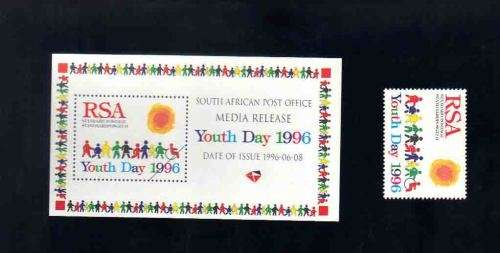 RSA
Youth Day 1996
SOUTH AFRICAN POST OFFICE
MEDIA RELEASE
Youth Day 1996
DATE OF ISSUE 1996-06-08
RSA
Youth Day 1996